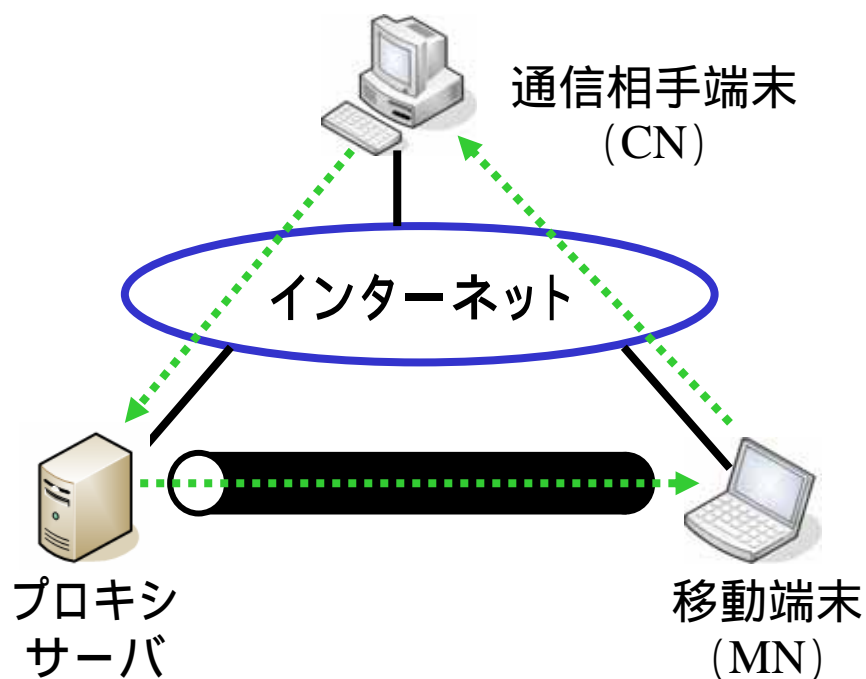 通信相手端末
(CN)
インターネット
プロキシ
サーバ
移動端末
(MN)